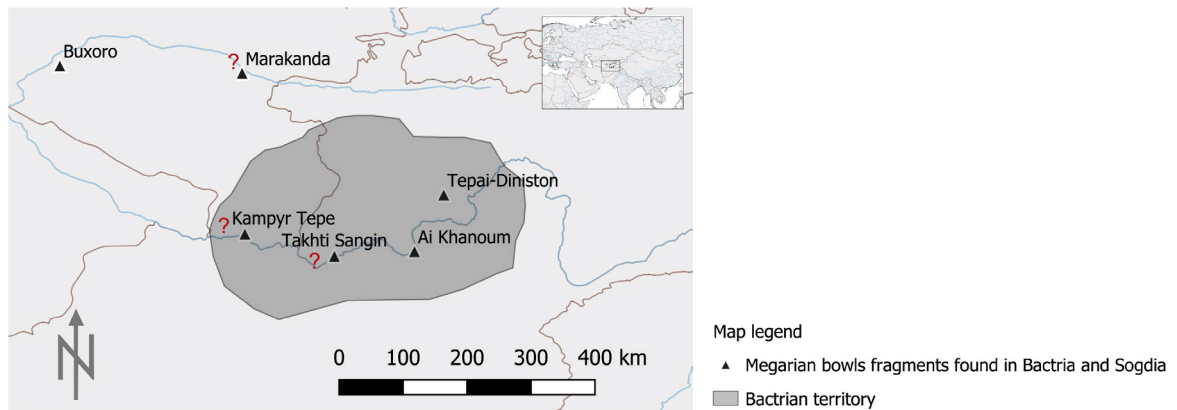 Buxoro
? Marakanda
Tepai-Diniston
? Kampyr Tepe
Takhti Sangin
?
Ai Khanoum
N
0 100 200 300 400 km
Map legend
Megarian bowls fragments found in Bactria and Sogdia
Bactrian territory